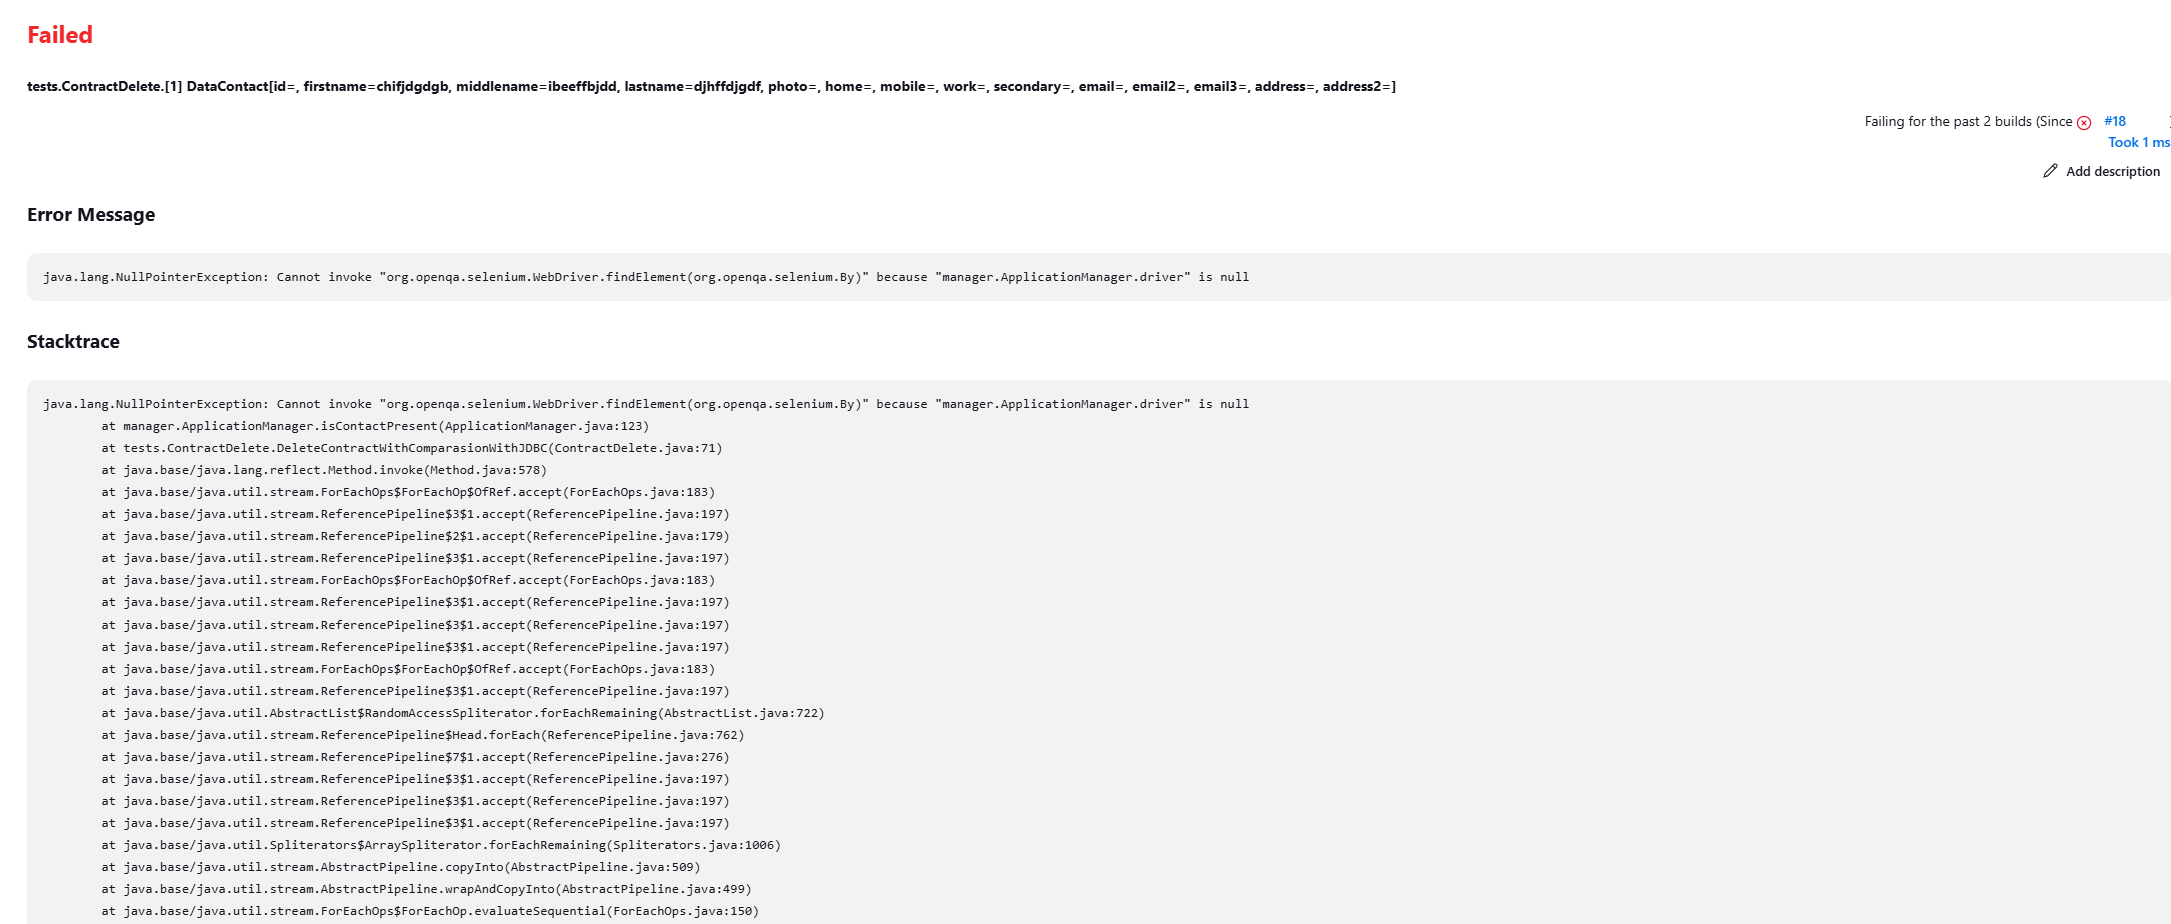 Failed
tests.ContractDelete.[1] DataContact[id=, firstname=chifjdgdgb, middlename=ibeeffbjdd, lastname=djhffdjgdf, photo=, home=, mobile=, work=, secondary=, email=, email2=, email3=, address=, address2=]
Failing for the past 2 builds (Since #18
Took 1 ms
Add description
Error Message
java.lang.NullPointerException: Cannot invoke "org.openqa.selenium.WebDriver.findElement(org.openqa.selenium.By)" because "manager.ApplicationManager.driver" is null
Stacktrace
java.lang.NullPointerException: Cannot invoke "org.openqa.selenium.WebDriver.findElement(org.openqa.selenium.By)" because "manager.ApplicationManager.driver" is null
at manager.ApplicationManager.isContactPresent(ApplicationManager.java:123)
at tests.ContractDelete.DeleteContractWithComparasionWithJDBC(ContractDelete.java:71)
at java.base/java.lang.reflect.Method.invoke(Method.java:578)
at java.base/java.util.stream.ForEachOps$ForEachOp$OfRef.accept(ForEachOps.java:183)
at java.base/java.util.stream.ReferencePipeline$3$1.accept(ReferencePipeline.java:197)
at java.base/java.util.stream.ReferencePipeline$2$1.accept(ReferencePipeline.java:179)
at java.base/java.util.stream.ReferencePipeline$3$1.accept(ReferencePipeline.java:197)
at java.base/java.util.stream.ForEachOps$ForEachOp$OfRef.accept(ForEachOps.java:183)
at java.base/java.util.stream.ReferencePipeline$3$1.accept(ReferencePipeline.java:197)
at java.base/java.util.stream.ReferencePipeline$3$1.accept(ReferencePipeline.java:197)
at java.base/java.util.stream.ReferencePipeline$3$1.accept(ReferencePipeline.java:197)
at java.base/java.util.stream.ForEachOps$ForEachOp$OfRef.accept(ForEachOps.java:183)
at java.base/java.util.stream.ReferencePipeline$3$1.accept(ReferencePipeline.java:197)
at java.base/java.util.AbstractList$RandomAccessSpliterator.forEachRemaining(AbstractList.java:722)
at java.base/java.util.stream.ReferencePipeline$Head.forEach(ReferencePipeline.java:762)
at java.base/java.util.stream.ReferencePipeline$7$1.accept(ReferencePipeline.java:276)
at java.base/java.util.stream.ReferencePipeline$3$1.accept(ReferencePipeline.java:197)
at java.base/java.util.stream.ReferencePipeline$3$1.accept(ReferencePipeline.java:197)
at java.base/java.util.stream.ReferencePipeline$3$1.accept(ReferencePipeline.java:197)
at java.base/java.util.Spliterators$ArraySpliterator.forEachRemaining(Spliterators.java:1006)
at java.base/java.util.stream.AbstractPipeline.copyInto(AbstractPipeline.java:509)
at java.base/java.util.stream.AbstractPipeline.wrapAndCopyInto(AbstractPipeline.java:499)
at java.base/java.util.stream.ForEachOps$ForEachOp.evaluateSequential(ForEachOps.java:150)